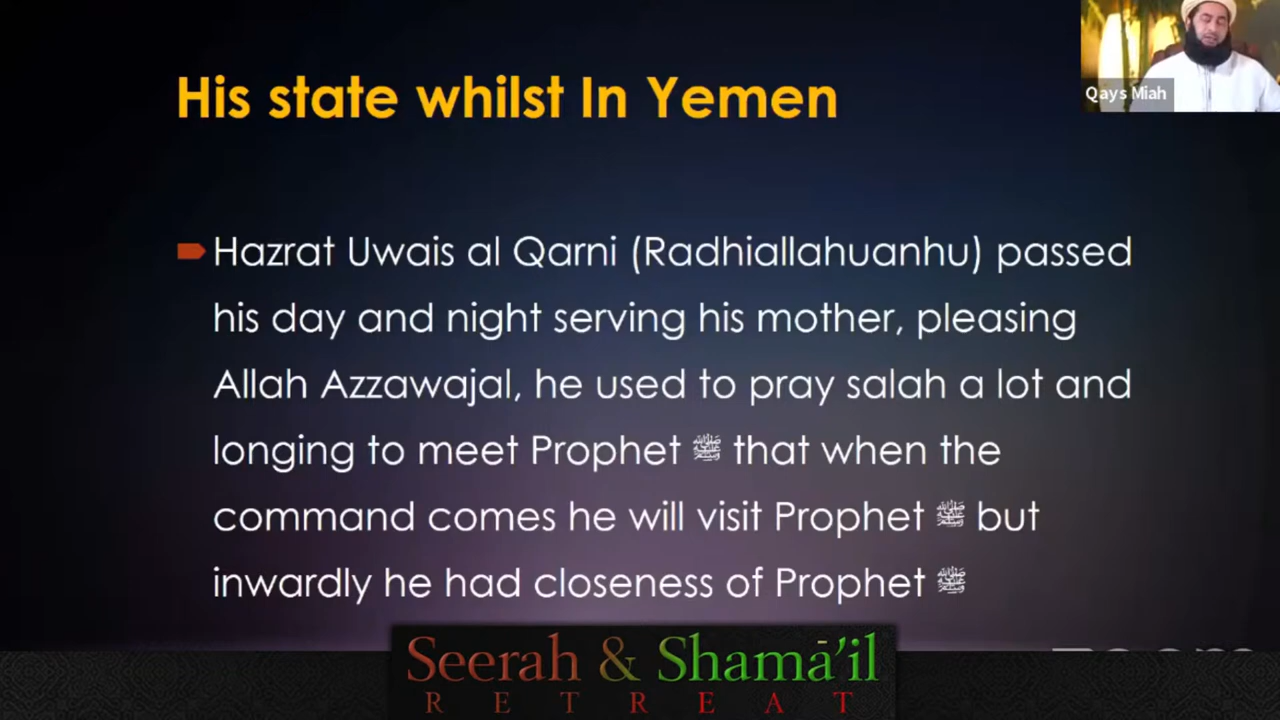 His state whilst In Yemen
Qays Miah
Hazrat Uwais al Qarni (Radhiallahuanhu) passed
his day and night serving his mother, pleasing
Allah Azzawajal, he used to pray salah a lot and
longing to meet Prophet ﷺ that when the
command comes he will visit Prophet ﷺ but
inwardly he had closeness of Prophet ﷺ
Seerah & Shamā'il
RETREAT